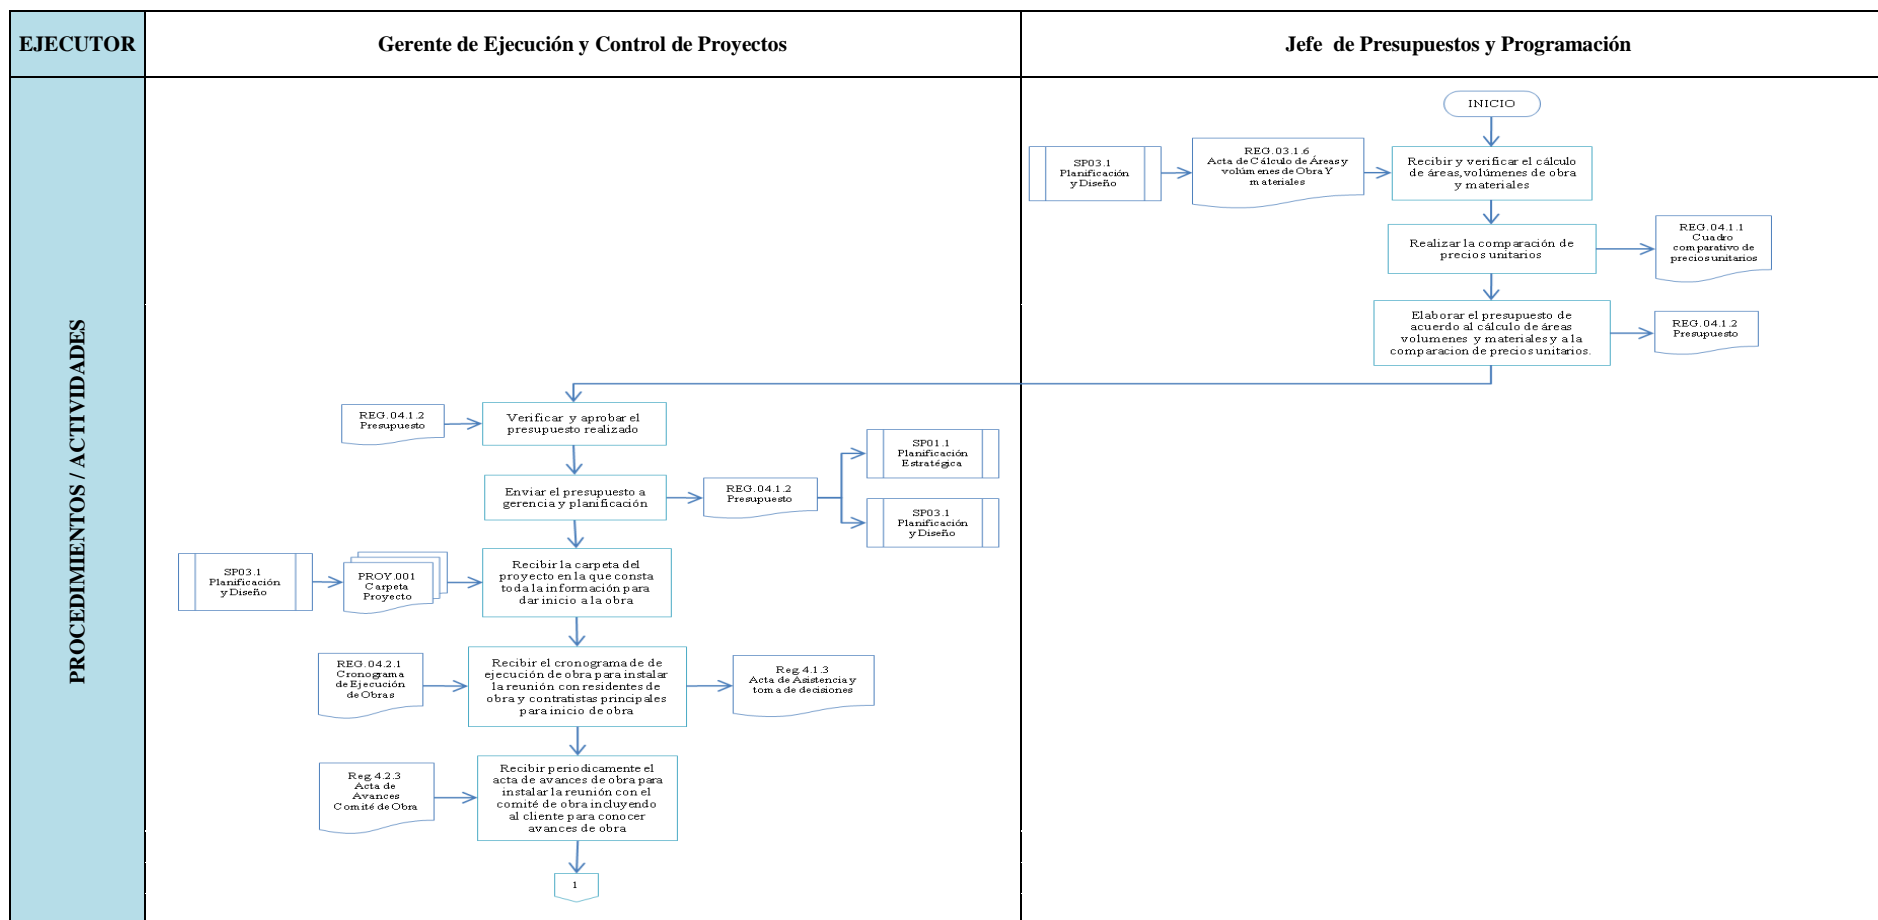 EJECUTOR
Gerente de Ejecución y Control de Proyectos
Jefe de Presupuestos y Programación
PROCEDIMIENTOS / ACTIVIDADES
INICIO
SP03.1
Planificación
y Diseño
REG.03.1.6
Acta de Cálculo de Áreas y
volúmenes de Obra Y
materiales
Recibir y verificar el cálculo
de áreas, volúmenes de obra
y materiales
Realizar la comparación de
precios unitarios
REG.04.1.1
Cuadro
comparativo de
precios unitarios
Elaborar el presupuesto de
acuerdo al cálculo de áreas
volumenes y materiales y a la
comparacion de precios unitarios.
REG.04.1.2
Presupuesto
REG.04.1.2
Presupuesto
Verificar y aprobar el
presupuesto realizado
Enviar el presupuesto a
gerencia y planificación
REG.04.1.2
Presupuesto
SP01.1
Planificación
Estratégica
SP03.1
Planificación
y Diseño
SP03.1
Planificación
y Diseño
PROY.001
Carpeta
Proyecto
Recibir la carpeta del
proyecto en la que consta
toda la información para
dar inicio a la obra
REG.04.2.1
Cronograma
de Ejecución
de Obras
Recibir el cronograma de de
ejecución de obra para instalar
la reunión con residentes de
obra y contratistas principales
para inicio de obra
Reg.4.1.3
Acta de Asistencia y
toma de decisiones
Reg.4.2.3
Acta de
Avances
Comité de Obra
Recibir periodicamente el
acta de avances de obra para
instalar la reunión con el
comité de obra incluyendo
al cliente para conocer
avances de obra
1